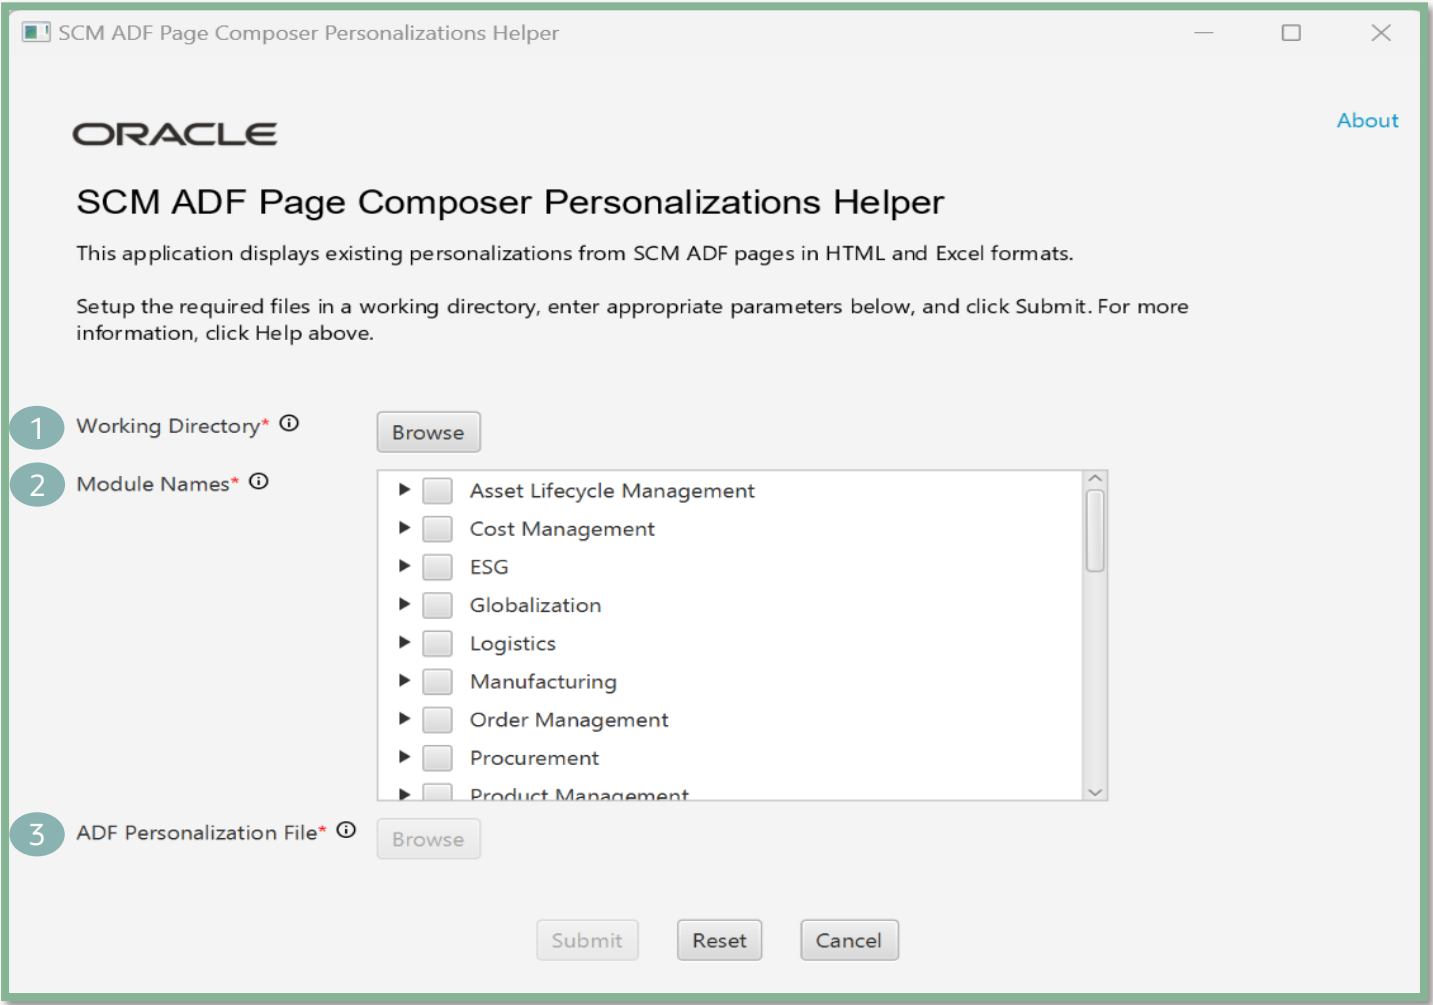 SCM ADF Page Composer Personalizations Helper
About
ORACLE
SCM ADF Page Composer Personalizations Helper
This application displays existing personalizations from SCM ADF pages in HTML and Excel formats.
Setup the required files in a working directory, enter appropriate parameters below, and click Submit. For more
information, click Help above.
1 Working Directory* Browse
2 Module Names*
Asset Lifecycle Management
Cost Management
ESG
Globalization
Logistics
Manufacturing
Order Management
Procurement
Product Management
3 ADF Personalization File* Browse
Submit Reset Cancel